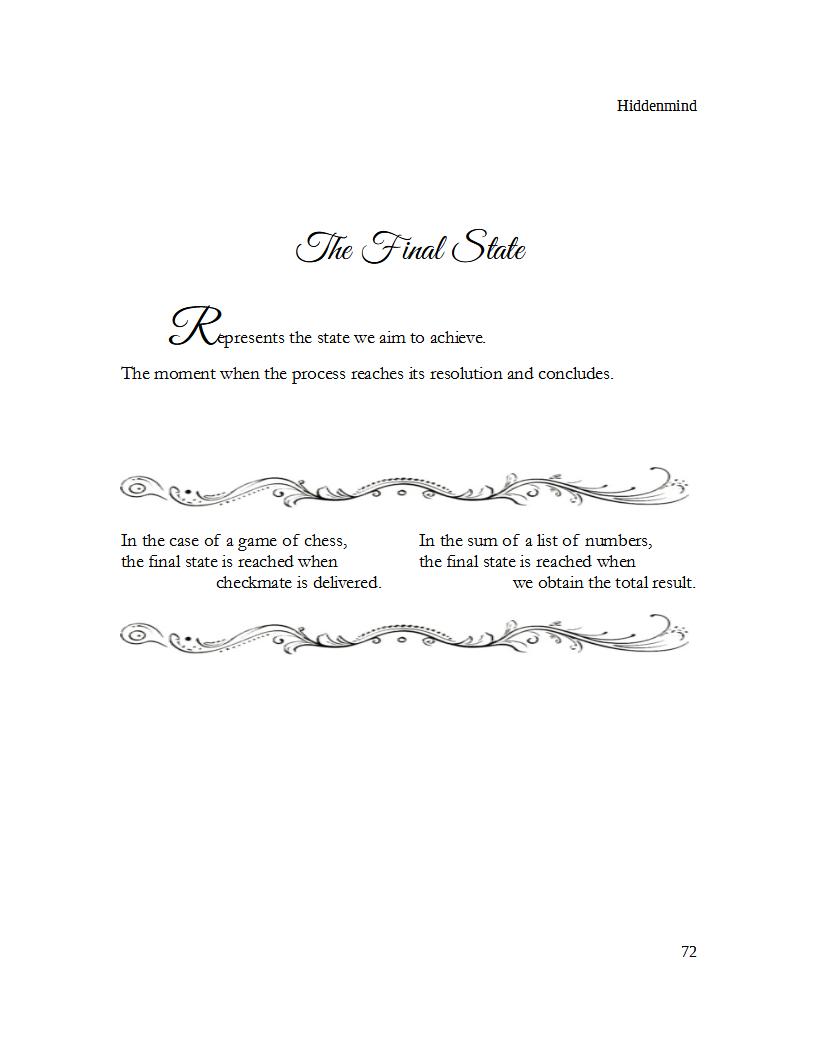 Hiddenmind
The Final State
Represents the state we aim to achieve.
The moment when the process reaches its resolution and concludes.
In the case of a game of chess,
the final state is reached when
checkmate is delivered.
In the sum of a list of numbers,
the final state is reached when
we obtain the total result.
72